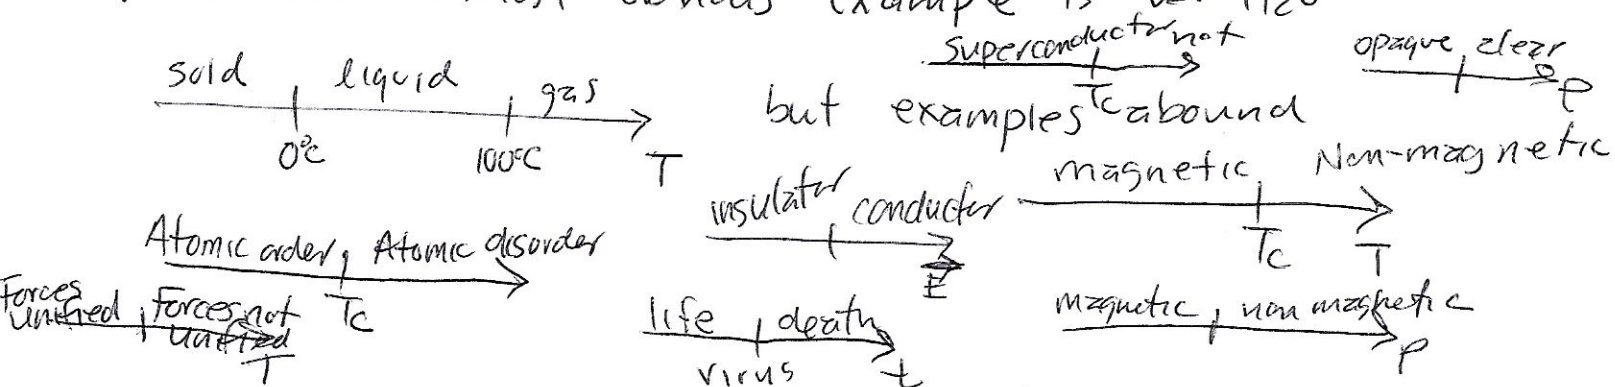 obvious example is
superconductor not
Tc
opaque clear
P
solid liquid gas
0°C 100°C T
but examples abound
magnetic Non-magnetic
Tc T
insulator conductor
E
Atomic order Atomic disorder
Tc
Forces unified Forces not unified
T
life death
virus t
magnetic non magnetic
P